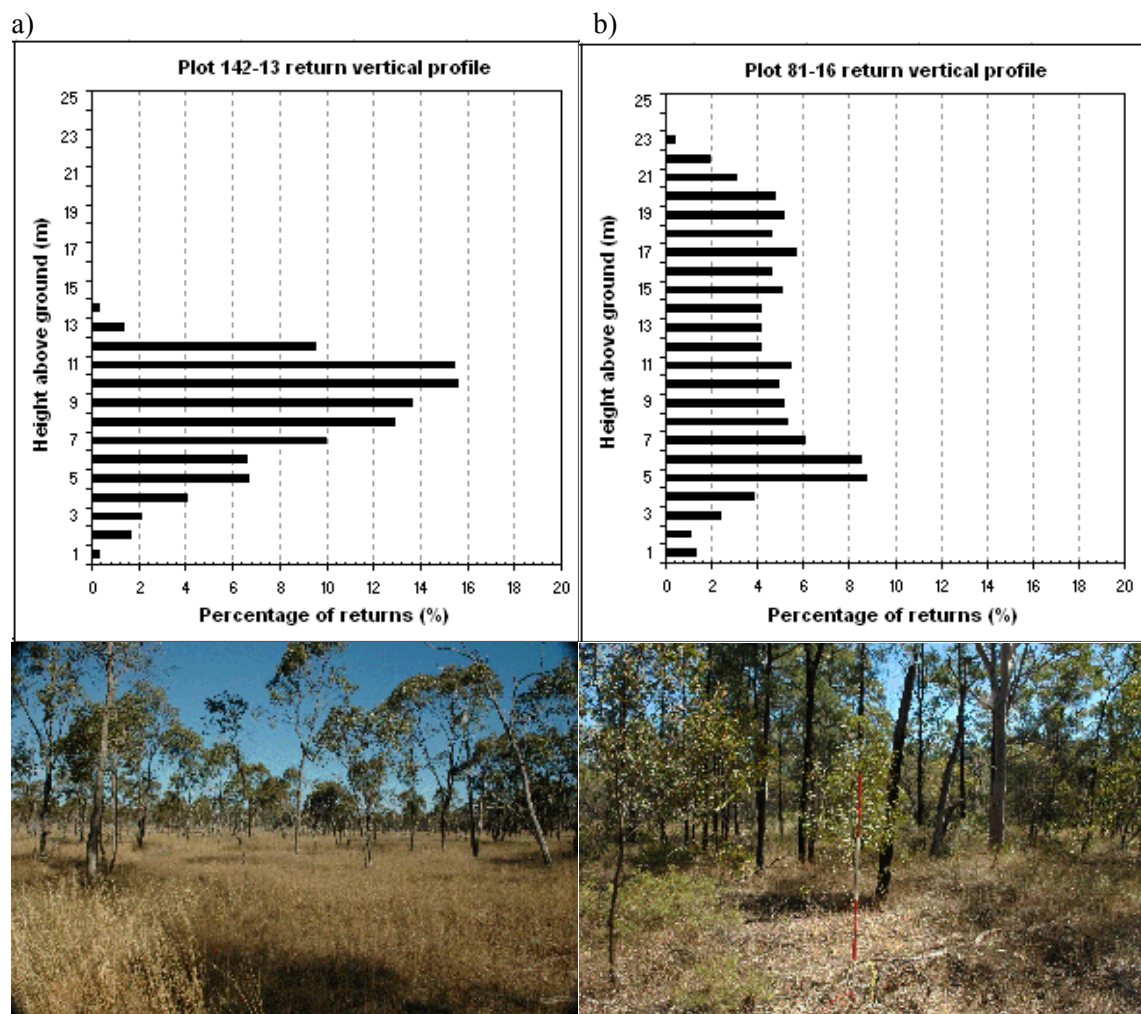 a)
Plot 142-13 return vertical profile
25
23
21
19
17
15
13
11
9
7
5
3
1
Height above ground (m)
0 2 4 6 8 10 12 14 16 18 20
Percentage of returns (%)
b)
Plot 81-16 return vertical profile
25
23
21
19
17
15
13
11
9
7
5
3
1
Height above ground (m)
0 2 4 6 8 10 12 14 16 18 20
Percentage of returns (%)